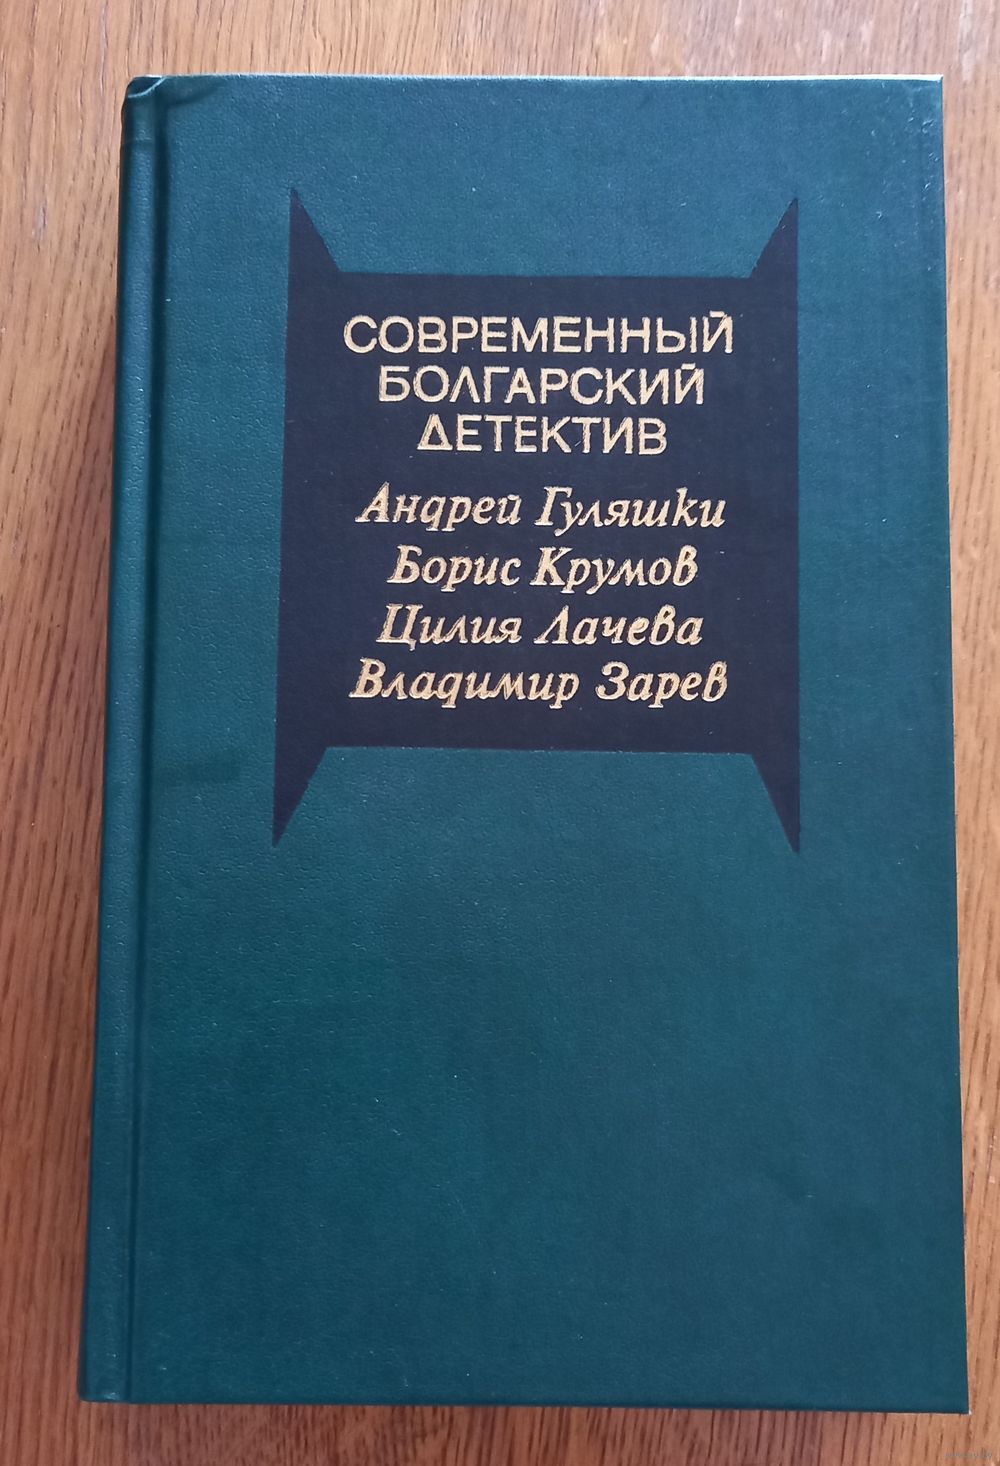 СОВРЕМЕННЫЙ
БОЛГАРСКИЙ
ДЕТЕКТИВ
Андрей Гуляшки
Борис Крумов
Цилия Лачева
Владимир Зарев